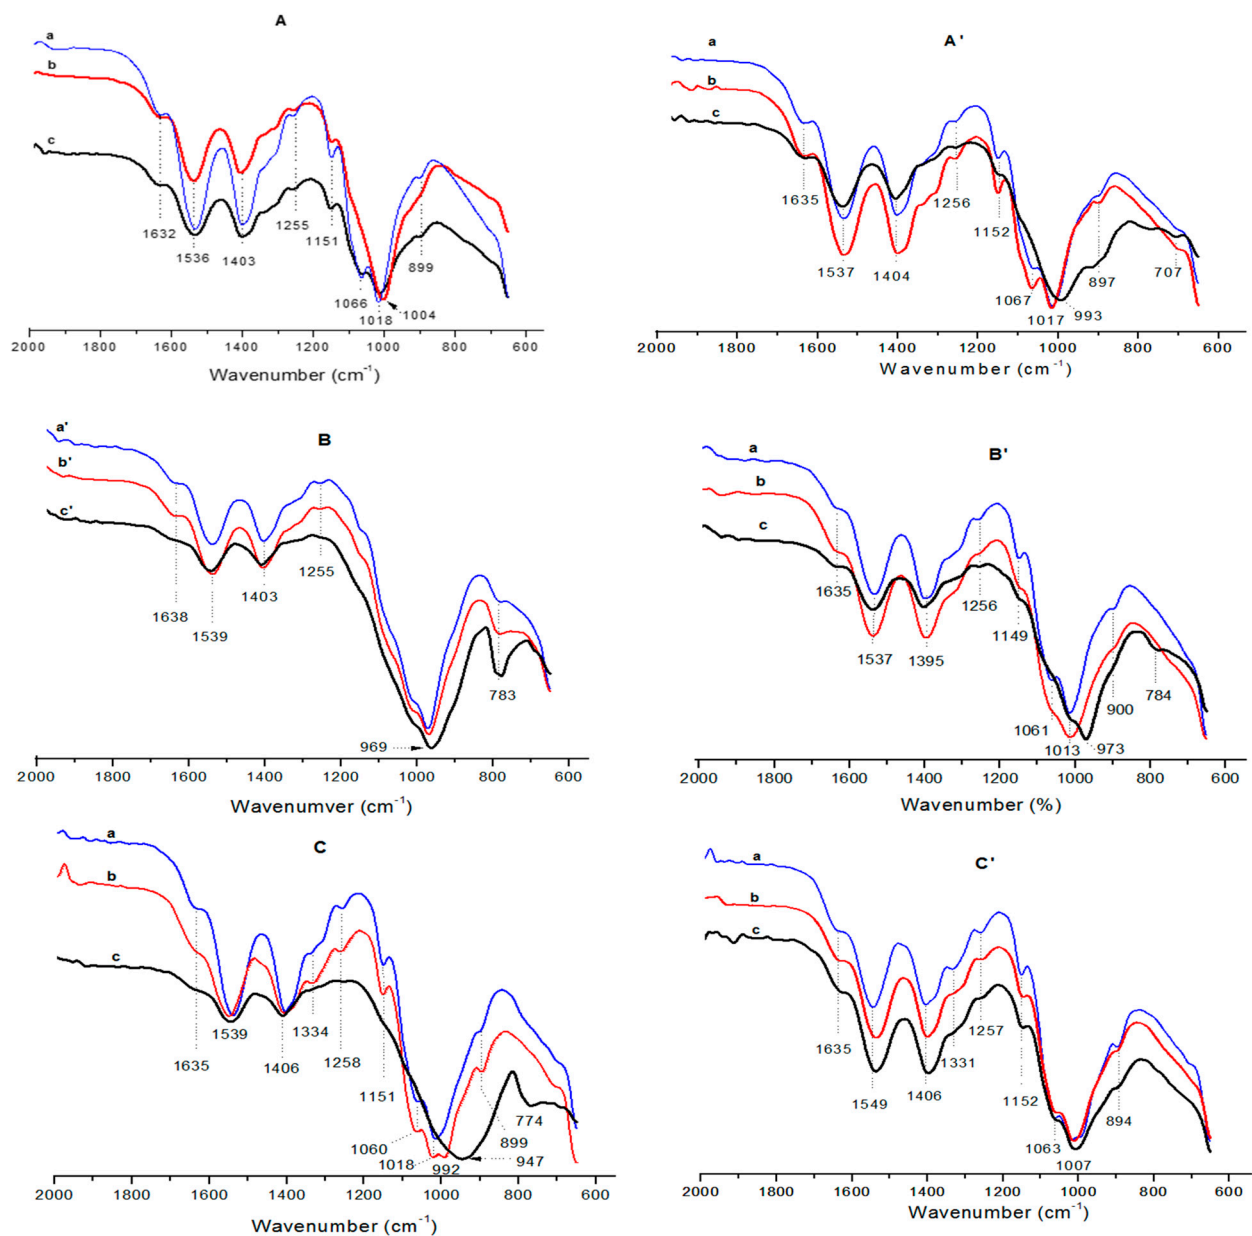 A
a
b
c
1632
1536
1403
1255
1151
1066
1018
1004
899
2000 1800 1600 1400 1200 1000 800 600
Wavenumber (cm⁻¹)
A'
a
b
c
1635
1537
1404
1256
1152
1067
1017
993
897
707
2000 1800 1600 1400 1200 1000 800 600
Wavenumber (cm⁻¹)
B
a'
b'
c'
1638
1539
1403
1255
969
783
2000 1800 1600 1400 1200 1000 800 600
Wavenumver (cm⁻¹)
B'
a
b
c
1635
1537
1395
1256
1149
1061
1013
973
900
784
2000 1800 1600 1400 1200 1000 800 600
Wavenumber (%)
C
a
b
c
1635
1539
1406
1334
1258
1151
1060
1018
992
947
899
774
2000 1800 1600 1400 1200 1000 800 600
Wavenumber (cm⁻¹)
C'
a
b
c
1635
1549
1406
1331
1257
1152
1063
1007
894
2000 1800 1600 1400 1200 1000 800 600
Wavenumber (cm⁻¹)